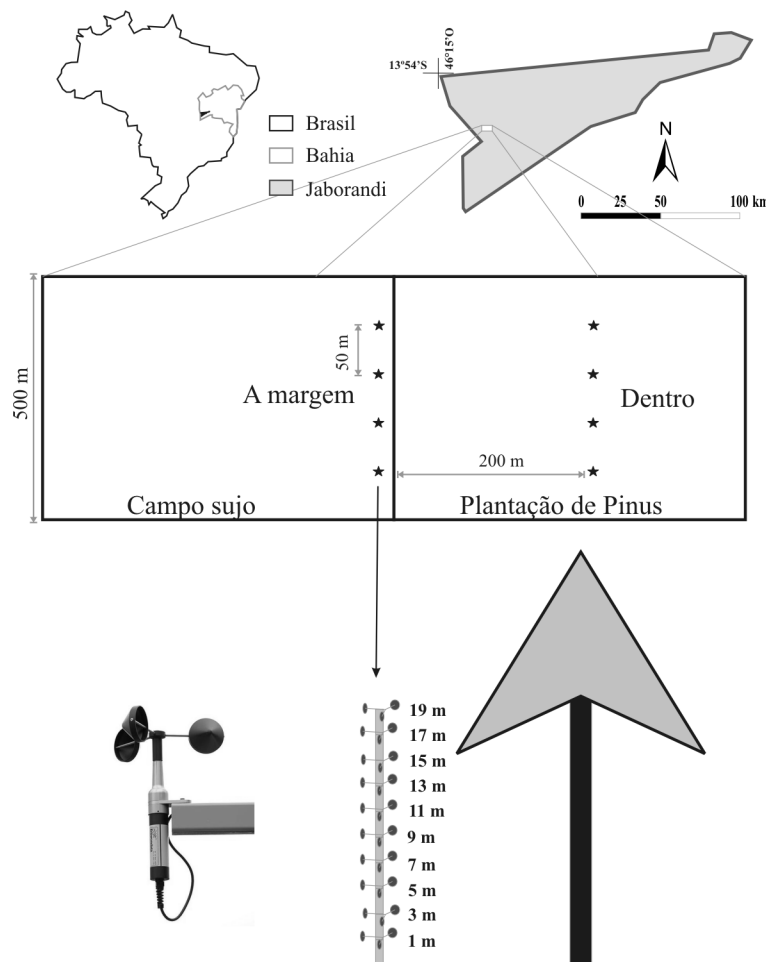 Brasil
Bahia
Jaborandi
13º54'S
46º15'O
N
0 25 50 100 km
500 m
50 m
A margem
Dentro
200 m
Campo sujo
Plantação de Pinus
19 m
17 m
15 m
13 m
11 m
9 m
7 m
5 m
3 m
1 m